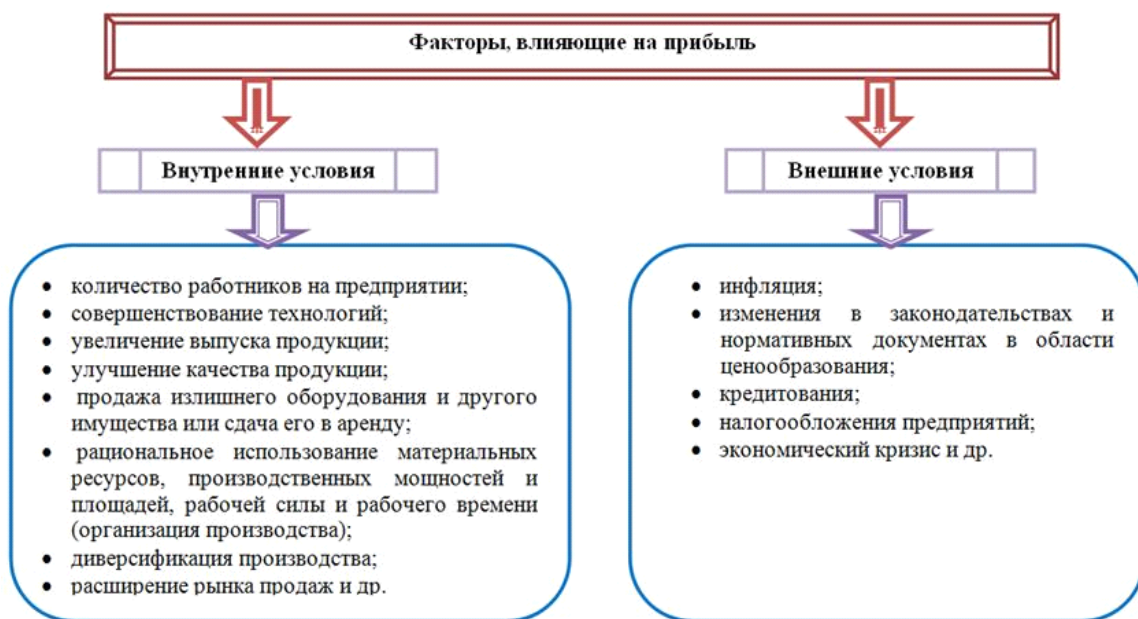 Факторы, влияющие на прибыль
Внутренние условия
• количество работников на предприятии;
• совершенствование технологий;
• увеличение выпуска продукции;
• улучшение качества продукции;
• продажа излишнего оборудования и другого
имущества или сдача его в аренду;
• рациональное использование материальных
ресурсов, производственных мощностей и
площадей, рабочей силы и рабочего времени
(организация производства);
• диверсификация производства;
• расширение рынка продаж и др.
Внешние условия
• инфляция;
• изменения в законодательствах и
нормативных документах в области
ценообразования;
• кредитования;
• налогообложения предприятий;
• экономический кризис и др.